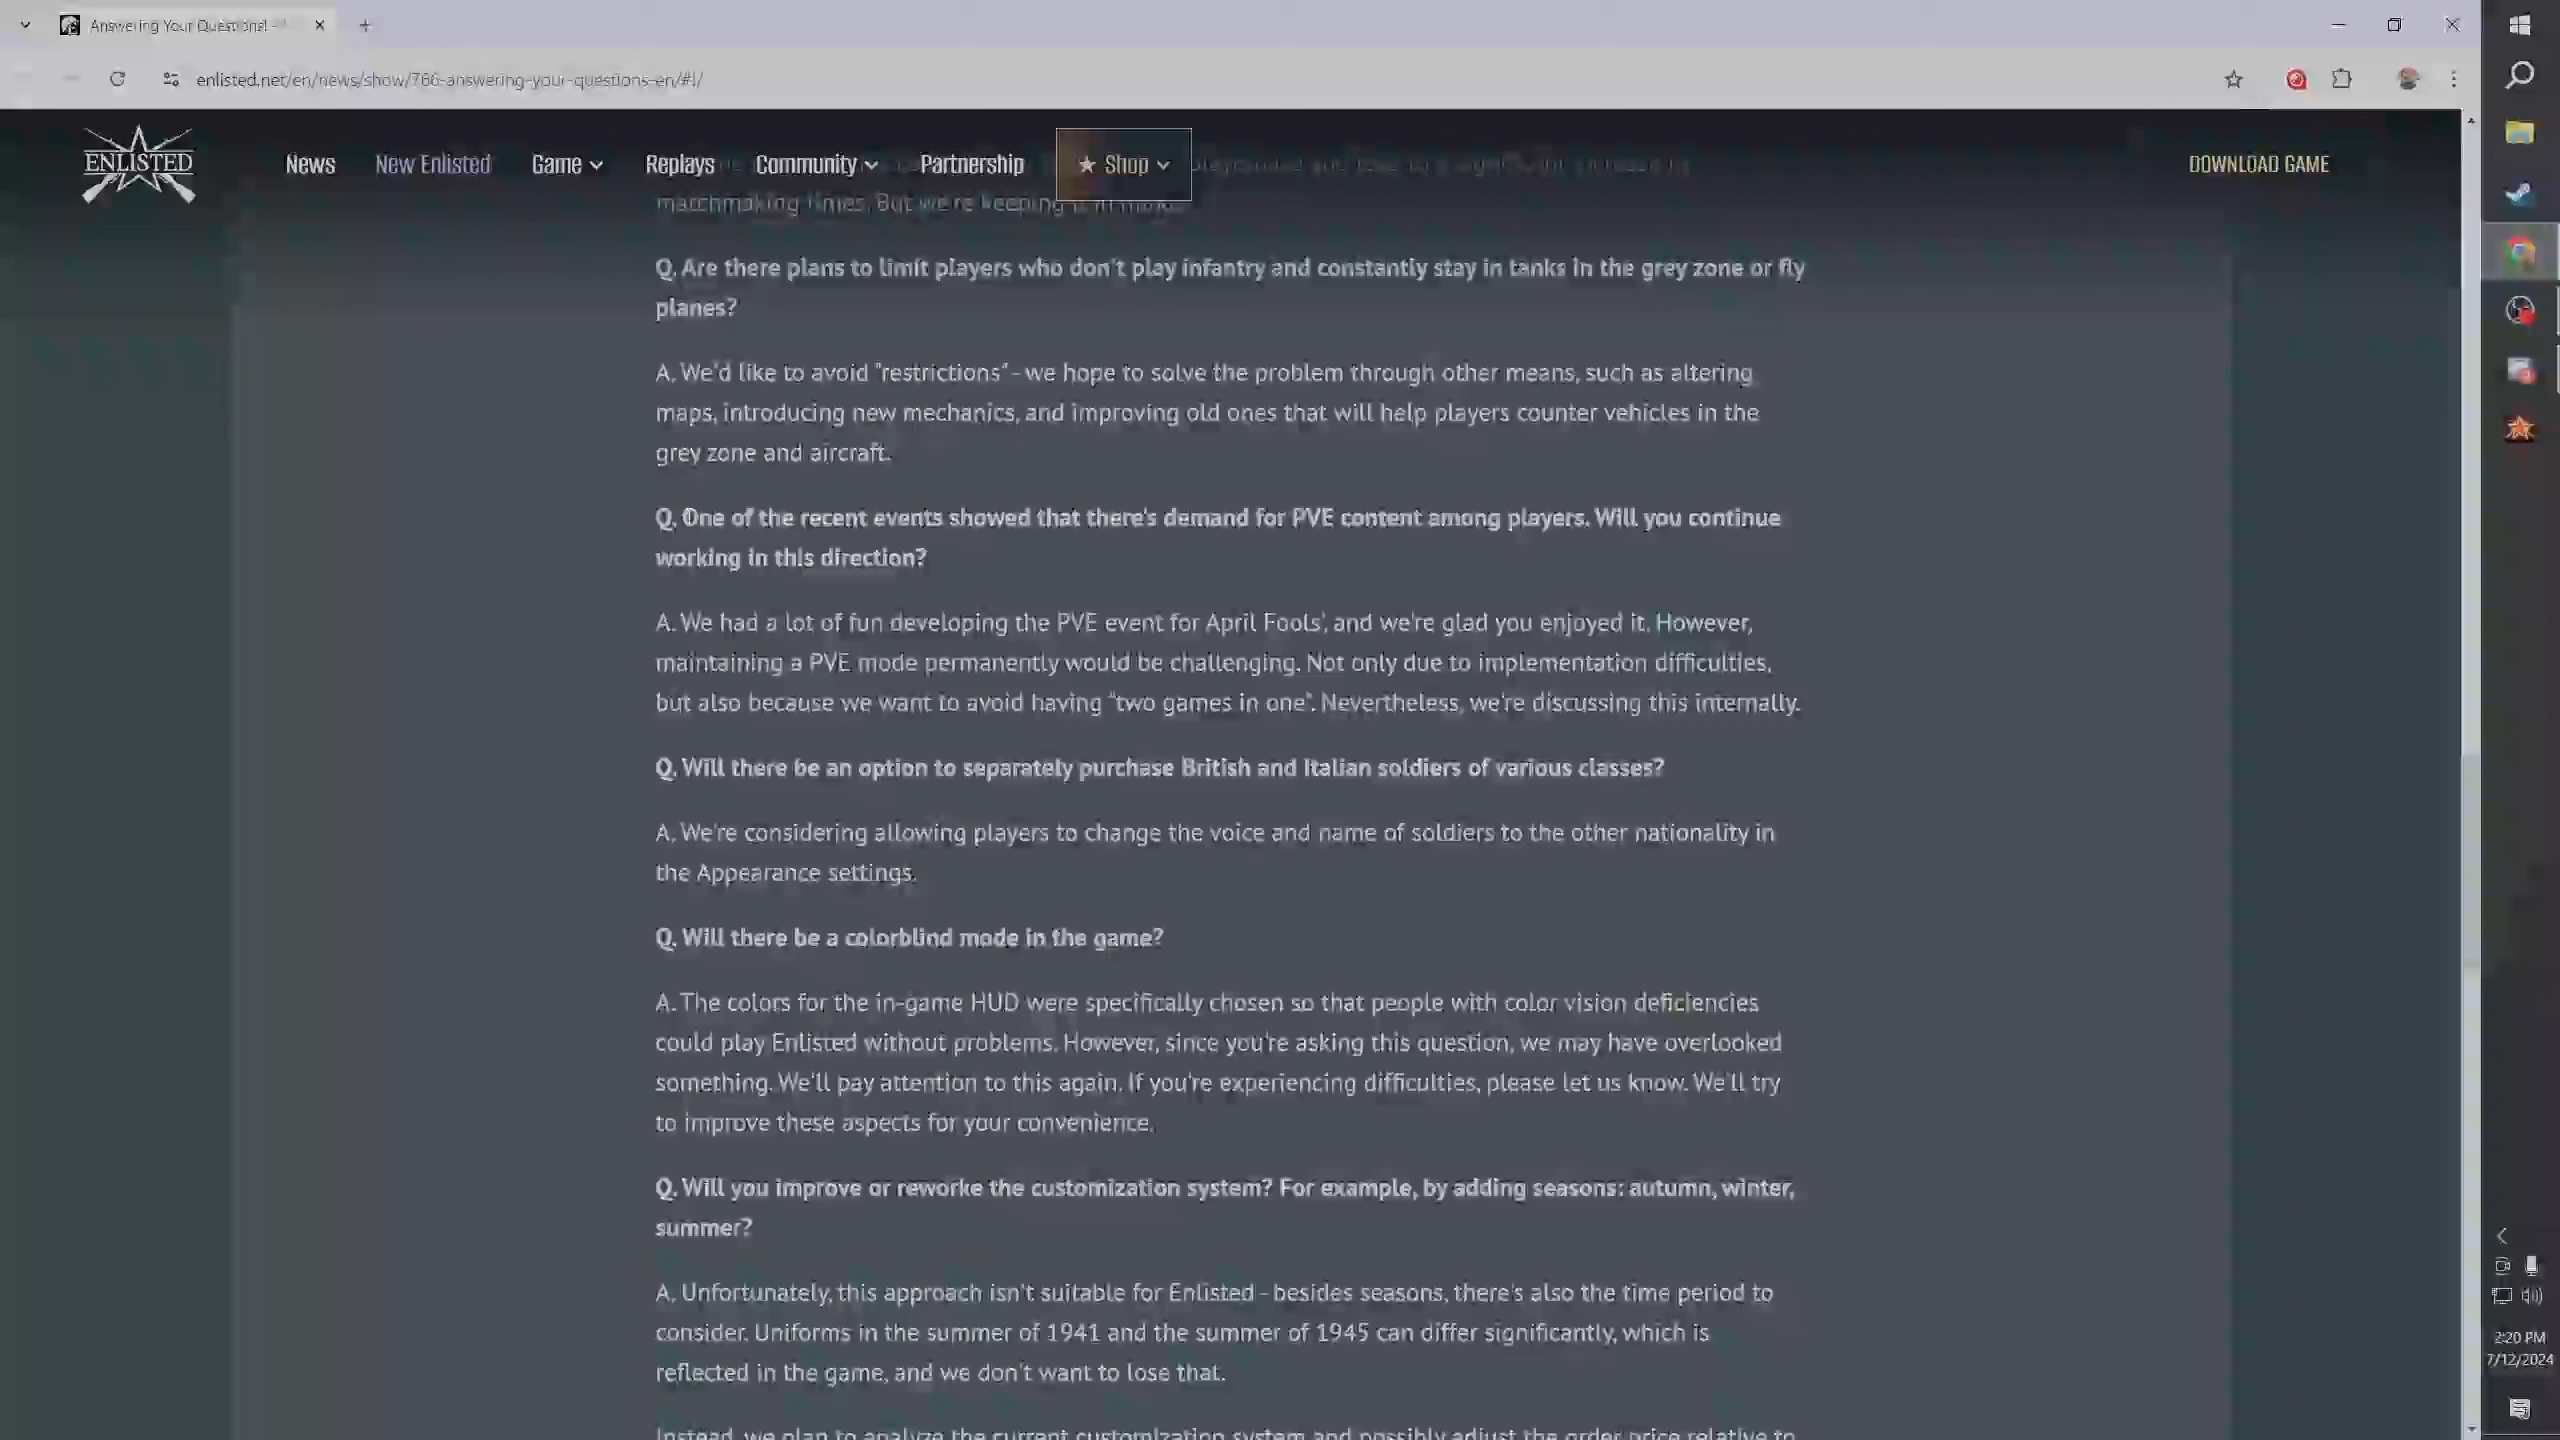 Answering Your Questions! -
enlisted.net/en/news/show/766-answering-your-questions-en/#!/
ENLISTED
News
New Enlisted
Game
Replays
Community
Partnership
Shop
DOWNLOAD GAME
matchmaking times. But we're keeping it in mind.
Q. Are there plans to limit players who don't play infantry and constantly stay in tanks in the grey zone or fly
planes?
A. We'd like to avoid "restrictions" - we hope to solve the problem through other means, such as altering
maps, introducing new mechanics, and improving old ones that will help players counter vehicles in the
grey zone and aircraft.
Q. One of the recent events showed that there's demand for PVE content among players. Will you continue
working in this direction?
A. We had a lot of fun developing the PVE event for April Fools', and we're glad you enjoyed it. However,
maintaining a PVE mode permanently would be challenging. Not only due to implementation difficulties,
but also because we want to avoid having "two games in one". Nevertheless, we're discussing this internally.
Q. Will there be an option to separately purchase British and Italian soldiers of various classes?
A. We're considering allowing players to change the voice and name of soldiers to the other nationality in
the Appearance settings.
Q. Will there be a colorblind mode in the game?
A. The colors for the in-game HUD were specifically chosen so that people with color vision deficiencies
could play Enlisted without problems. However, since you're asking this question, we may have overlooked
something. We'll pay attention to this again. If you're experiencing difficulties, please let us know. We'll try
to improve these aspects for your convenience.
Q. Will you improve or reworke the customization system? For example, by adding seasons: autumn, winter,
summer?
A. Unfortunately, this approach isn't suitable for Enlisted - besides seasons, there's also the time period to
consider. Uniforms in the summer of 1941 and the summer of 1945 can differ significantly, which is
reflected in the game, and we don't want to lose that.
Instead, we plan to analyze the current customization system and possibly adjust the order price relative to
2:20 PM
7/12/2024